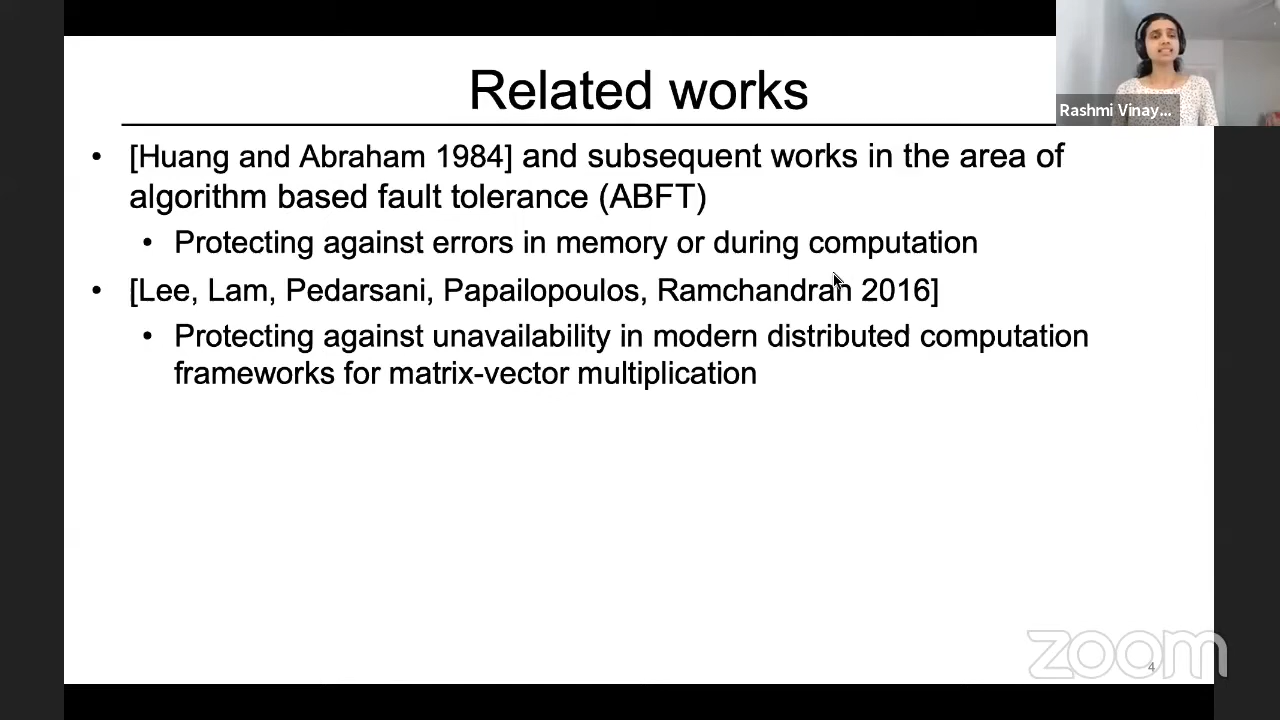 Related works
Rashmi Vinay...
• [Huang and Abraham 1984] and subsequent works in the area of
algorithm based fault tolerance (ABFT)
• Protecting against errors in memory or during computation
• [Lee, Lam, Pedarsani, Papailopoulos, Ramchandran 2016]
• Protecting against unavailability in modern distributed computation
frameworks for matrix-vector multiplication
zoom
4